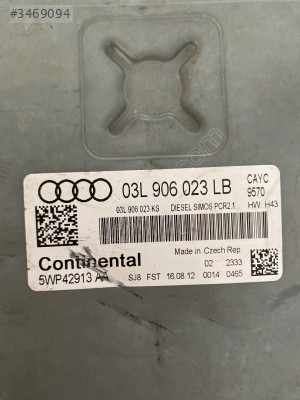 #3469094
03L 906 023 LB
CAYC
9570
03L 906 023 KS DIESEL SIMOS PCR2.1 HW: H43
Continental
Made in Czech Rep.
02 2333
5WP42913 SJ8 FST 16.08.12 0014 0465